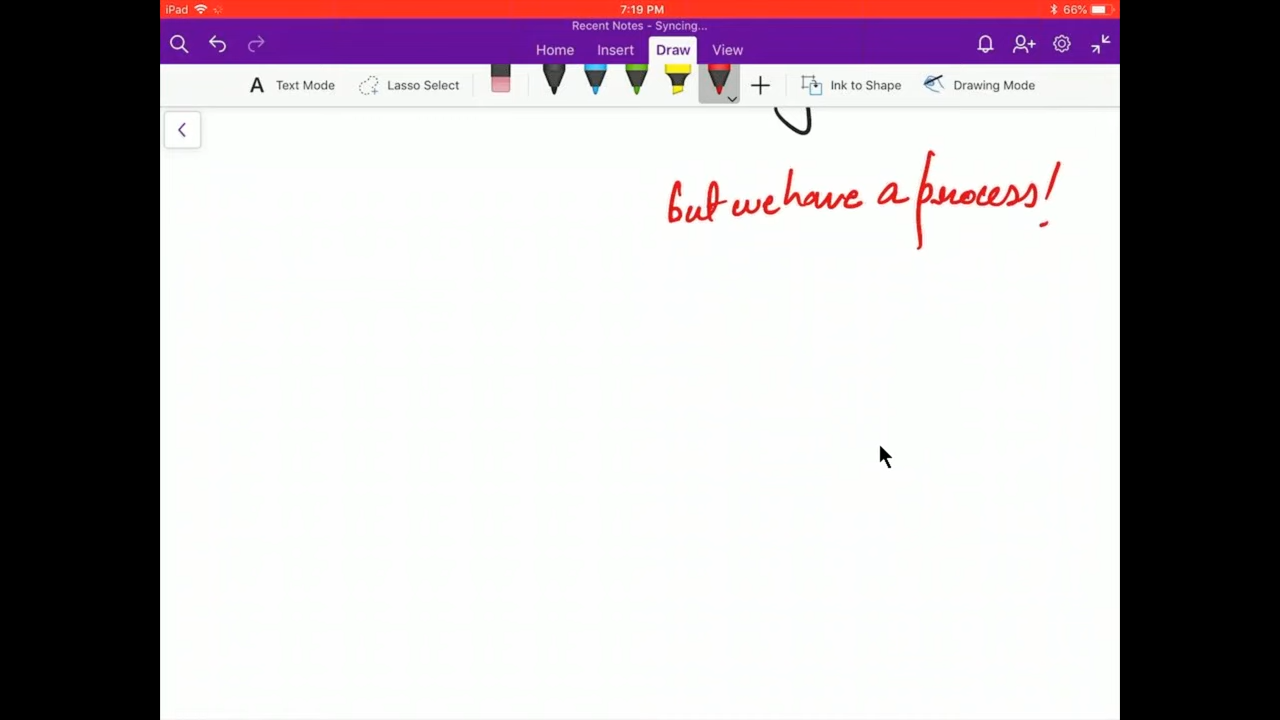 iPad 7:19 PM 66%
Recent Notes - Syncing...
Home Insert Draw View
A Text Mode Lasso Select Ink to Shape Drawing Mode
but we have a process!